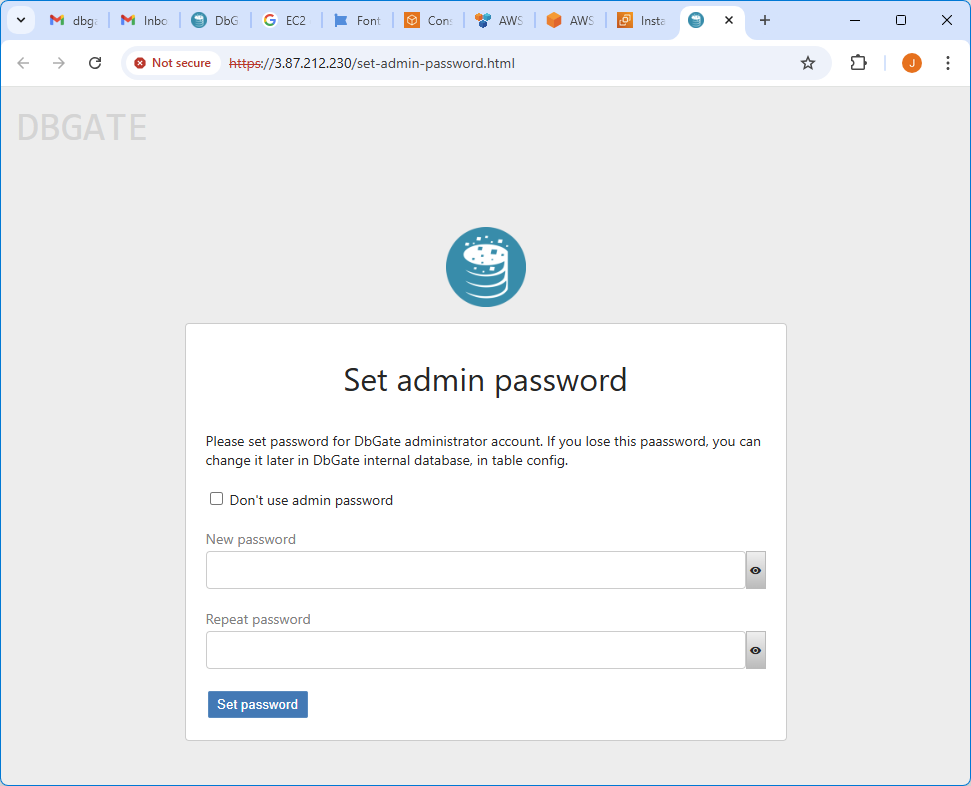 dbga Inbo DbG EC2 Font Con AWS AWS Insta
Not secure https://3.87.212.230/set-admin-password.html J
DBGATE
Set admin password
Please set password for DbGate administrator account. If you lose this paassword, you can
change it later in DbGate internal database, in table config.
Don't use admin password
New password
Repeat password
Set password